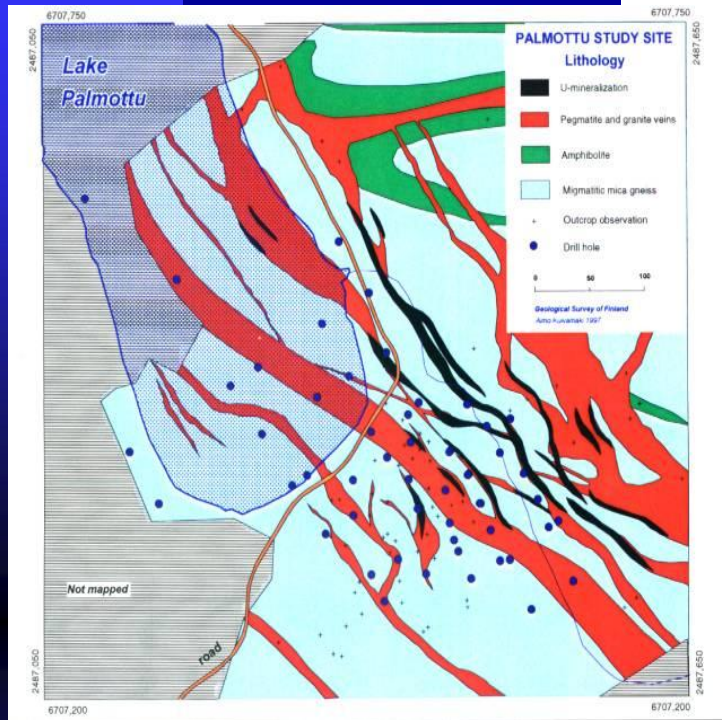 6707,750
6707,750
2487,050
2487,650
Lake
Palmottu
PALMOTTU STUDY SITE
Lithology
U-mineralization
Pegmatite and granite veins
Amphibolite
Migmatitic mica gneiss
Outcrop observation
Drill hole
0 50 100
Geological Survey of Finland
1997
Not mapped
road
2487,050
2487,650
6707,200
6707,200